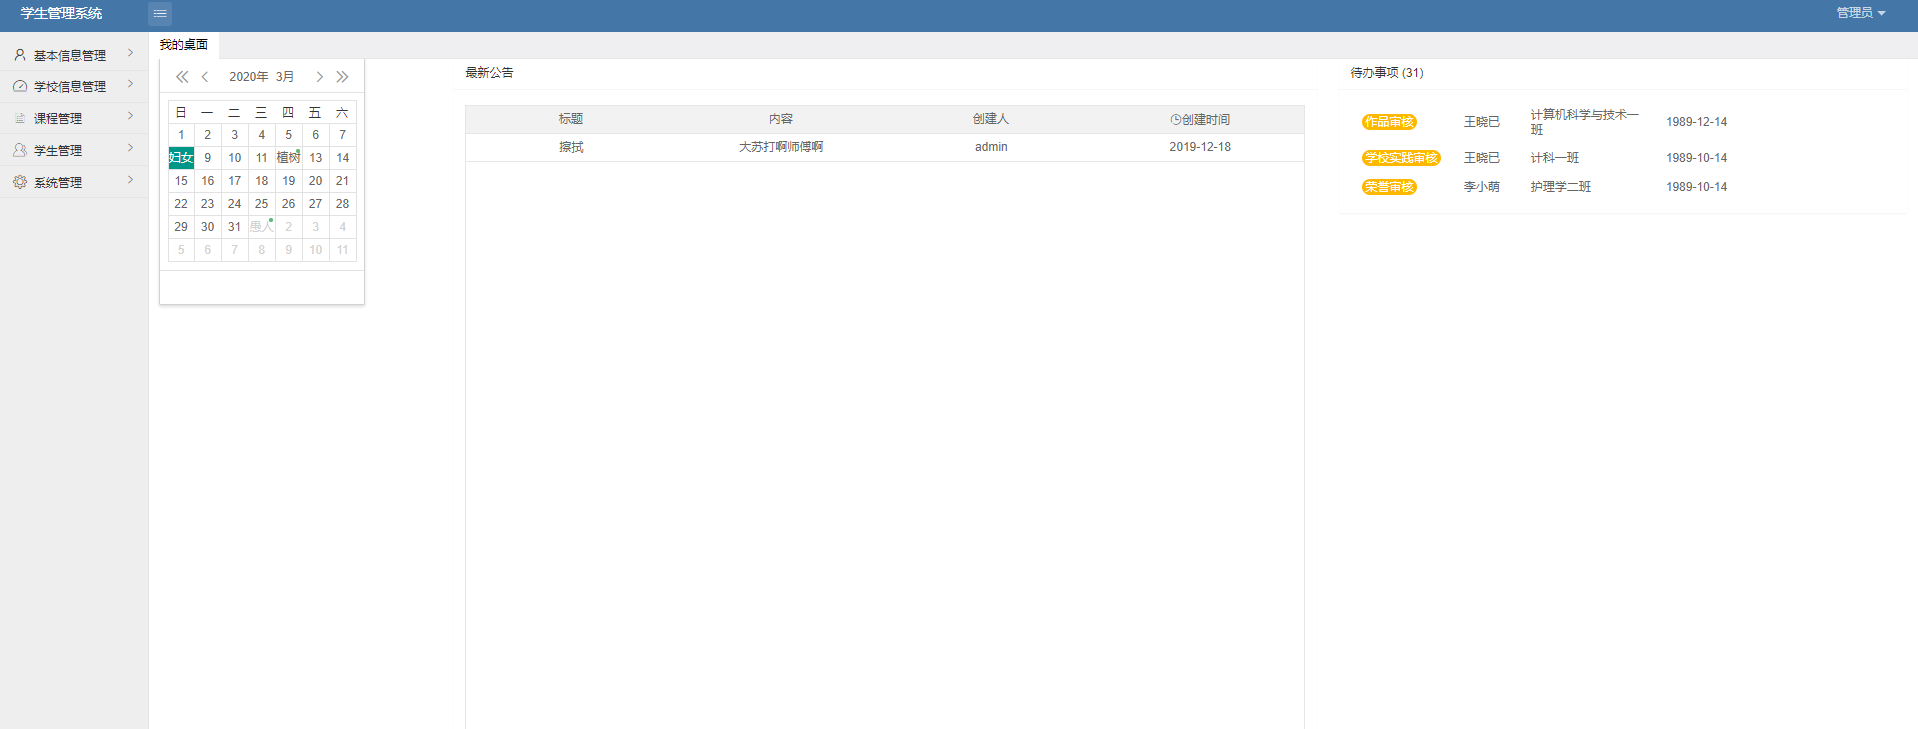 学生管理系统
管理员
基本信息管理
学校信息管理
课程管理
学生管理
系统管理
我的桌面
2020年 3月
日 一 二 三 四 五 六
1 2 3 4 5 6 7
妇女 9 10 11 植树 13 14
15 16 17 18 19 20 21
22 23 24 25 26 27 28
29 30 31 愚人 2 3 4
5 6 7 8 9 10 11
最新公告
标题 内容 创建人 创建时间
擦拭 大苏打啊师傅啊 admin 2019-12-18
待办事项 (31)
作品审核 王晓已 计算机科学与技术一
班 1989-12-14
学校实践审核 王晓已 计科一班 1989-10-14
荣誉审核 李小萌 护理学二班 1989-10-14